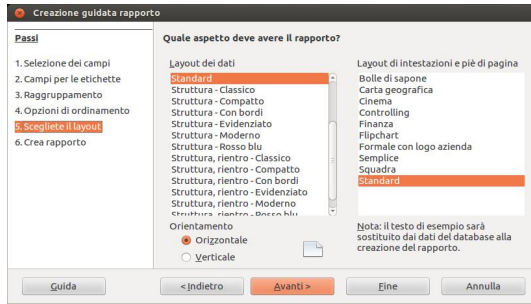 Creazione guidata rapporto
Passi
1. Selezione dei campi
2. Campi per le etichette
3. Raggruppamento
4. Opzioni di ordinamento
5. Scegliete il layout
6. Crea rapporto
Quale aspetto deve avere il rapporto?
Layout dei dati
Standard
Struttura - Classico
Struttura - Compatto
Struttura - Con bordi
Struttura - Evidenziato
Struttura - Moderno
Struttura - Rosso blu
Struttura, rientro - Classico
Struttura, rientro - Compatto
Struttura, rientro - Con bordi
Struttura, rientro - Evidenziato
Struttura, rientro - Moderno
Struttura, rientro - Rosso blu
Layout di intestazioni e piè di pagina
Bolle di sapone
Carta geografica
Cinema
Controlling
Finanza
Flipchart
Formale con logo azienda
Semplice
Squadra
Standard
Orientamento
Orizzontale
Verticale
Nota: il testo di esempio sarà
sostituito dai dati del database alla
creazione del rapporto.
Guida
< Indietro
Avanti >
Fine
Annulla